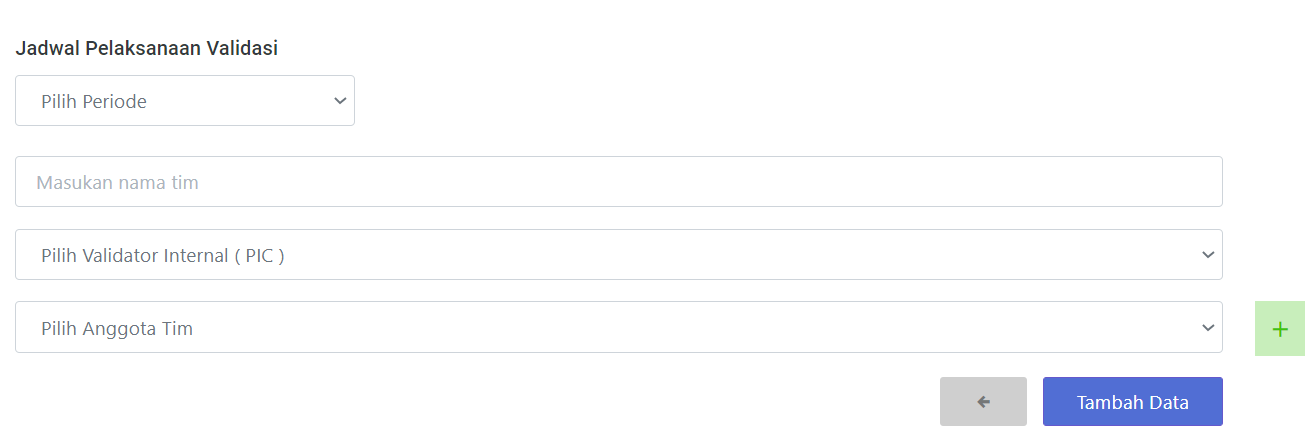 Jadwal Pelaksanaan Validasi
Pilih Periode
Masukan nama tim
Pilih Validator Internal ( PIC )
Pilih Anggota Tim
Tambah Data